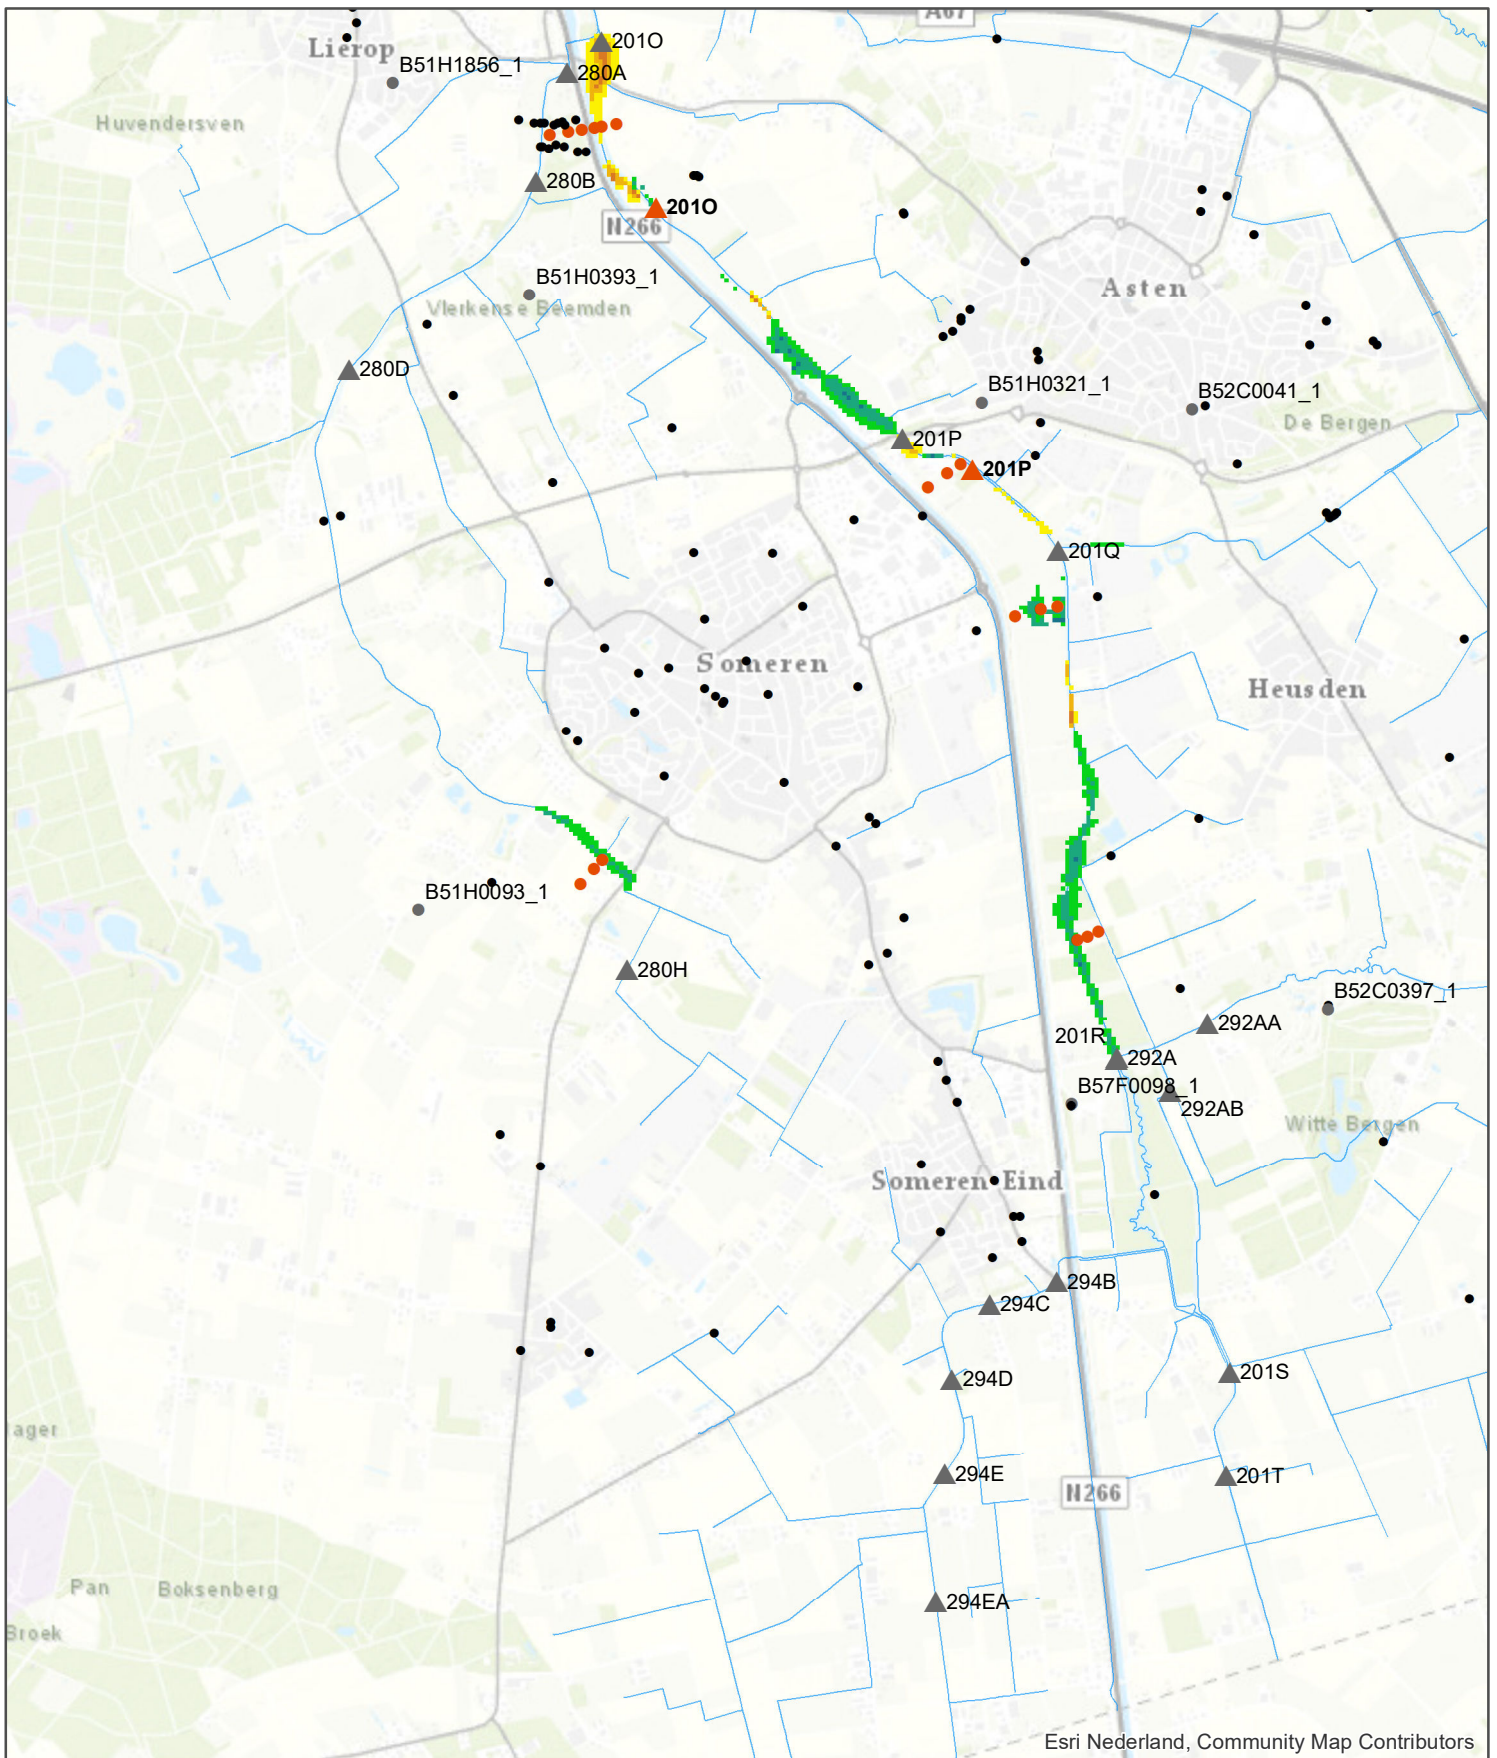 A67
201O
Lierop
B51H1856_1
280A
Huvendersven
280B
201O
N266
B51H0393_1
Vlerkense Beemden
Asten
280D
B51H0321_1
B52C0041_1
De Bergen
201P
201P
201Q
Someren
Heusden
B51H0093_1
280H
B52C0397_1
292AA
201R
292A
B57F0098_1
292AB
Witte Bergen
Someren Eind
294B
294C
201S
294D
ager
294E
201T
N266
Pan
Boksenberg
294EA
Broek
Esri Nederland, Community Map Contributors